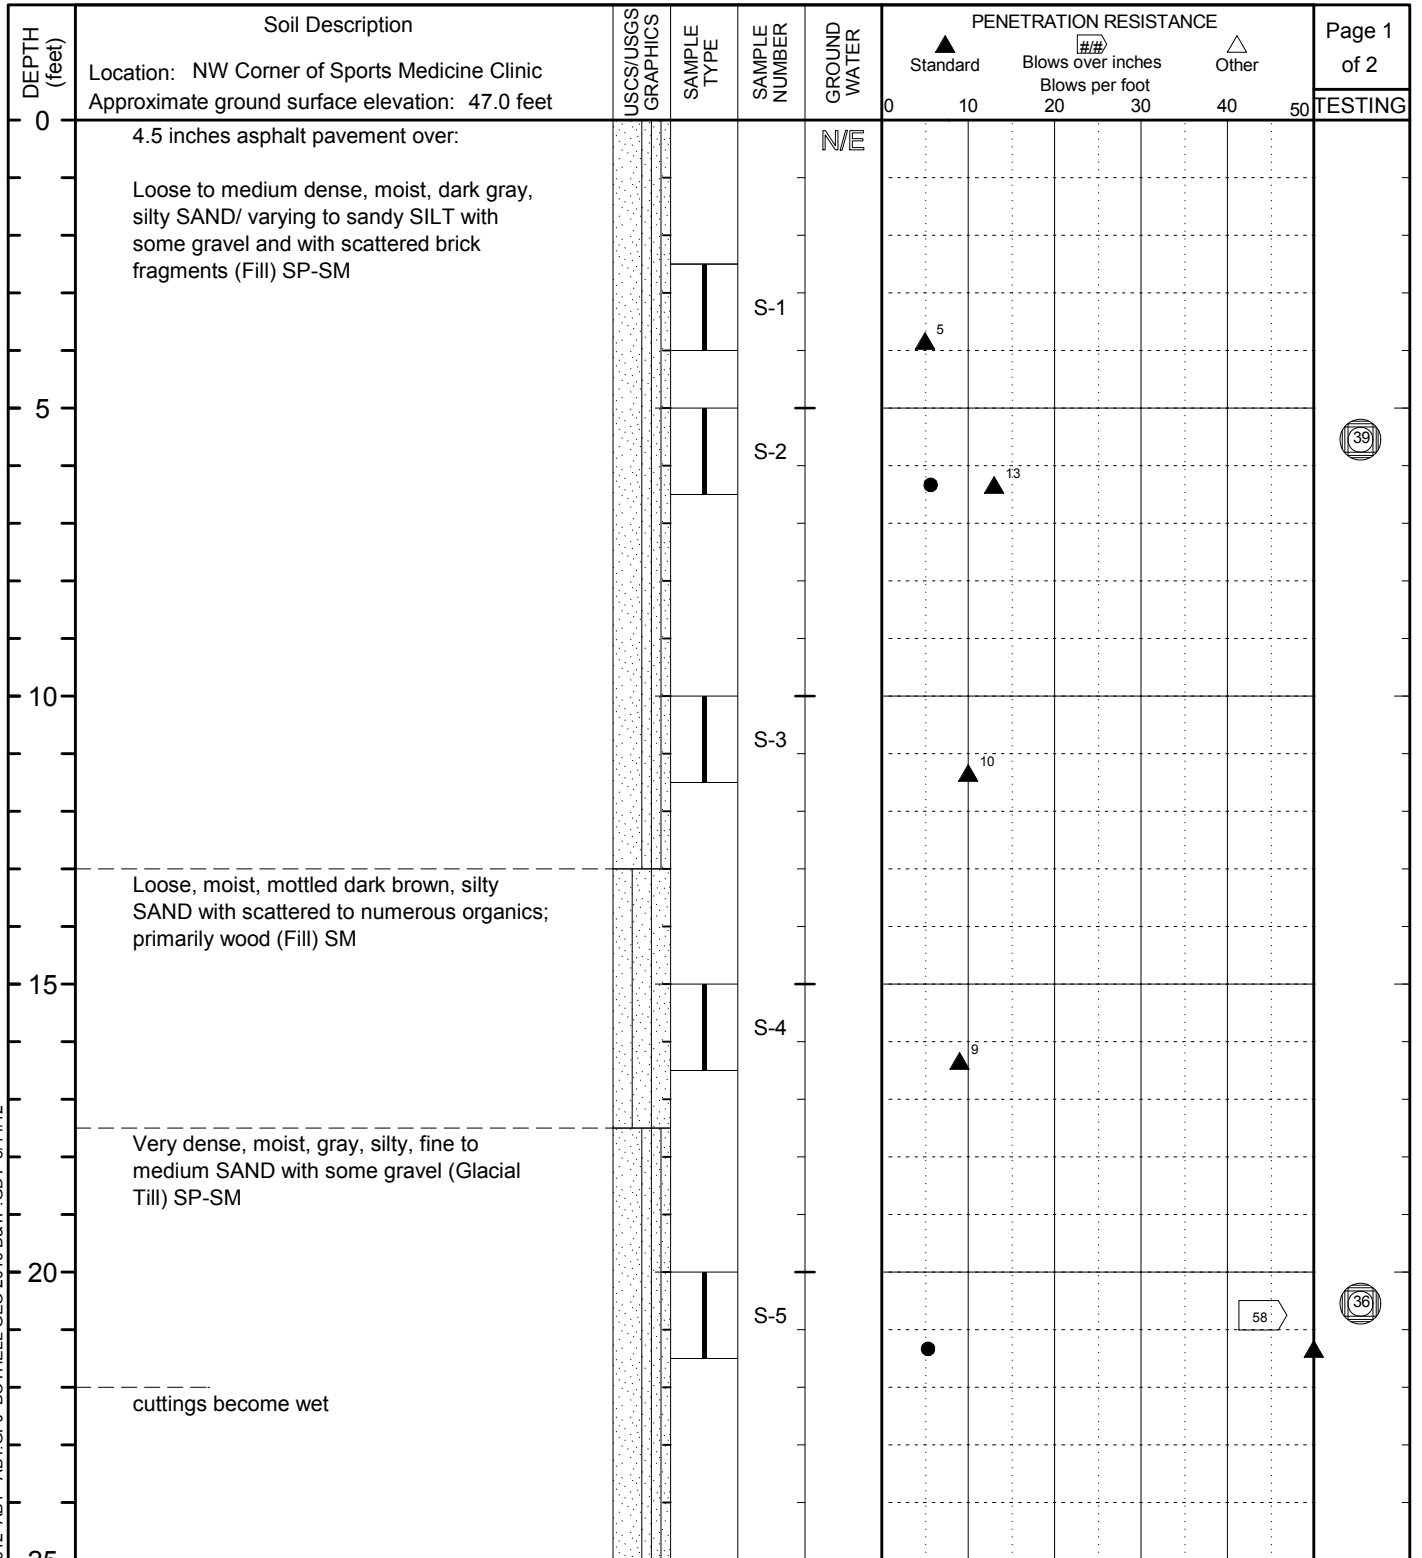 DEPTH
(feet)
Soil Description
Location: NW Corner of Sports Medicine Clinic
Approximate ground surface elevation: 47.0 feet
USCS/USGS
GRAPHICS
SAMPLE
TYPE
SAMPLE
NUMBER
GROUND
WATER
PENETRATION RESISTANCE
#/#
Standard
Blows over inches
Other
Blows per foot
0 10 20 30 40 50
Page 1
of 2
TESTING
0
4.5 inches asphalt pavement over:
N/E
Loose to medium dense, moist, dark gray,
silty SAND/ varying to sandy SILT with
some gravel and with scattered brick
fragments (Fill) SP-SM
S-1
5
5
39
S-2
13
10
S-3
10
Loose, moist, mottled dark brown, silty
SAND with scattered to numerous organics;
primarily wood (Fill) SM
15
S-4
9
Very dense, moist, gray, silty, fine to
medium SAND with some gravel (Glacial
Till) SP-SM
20
S-5
58
36
cuttings become wet
25